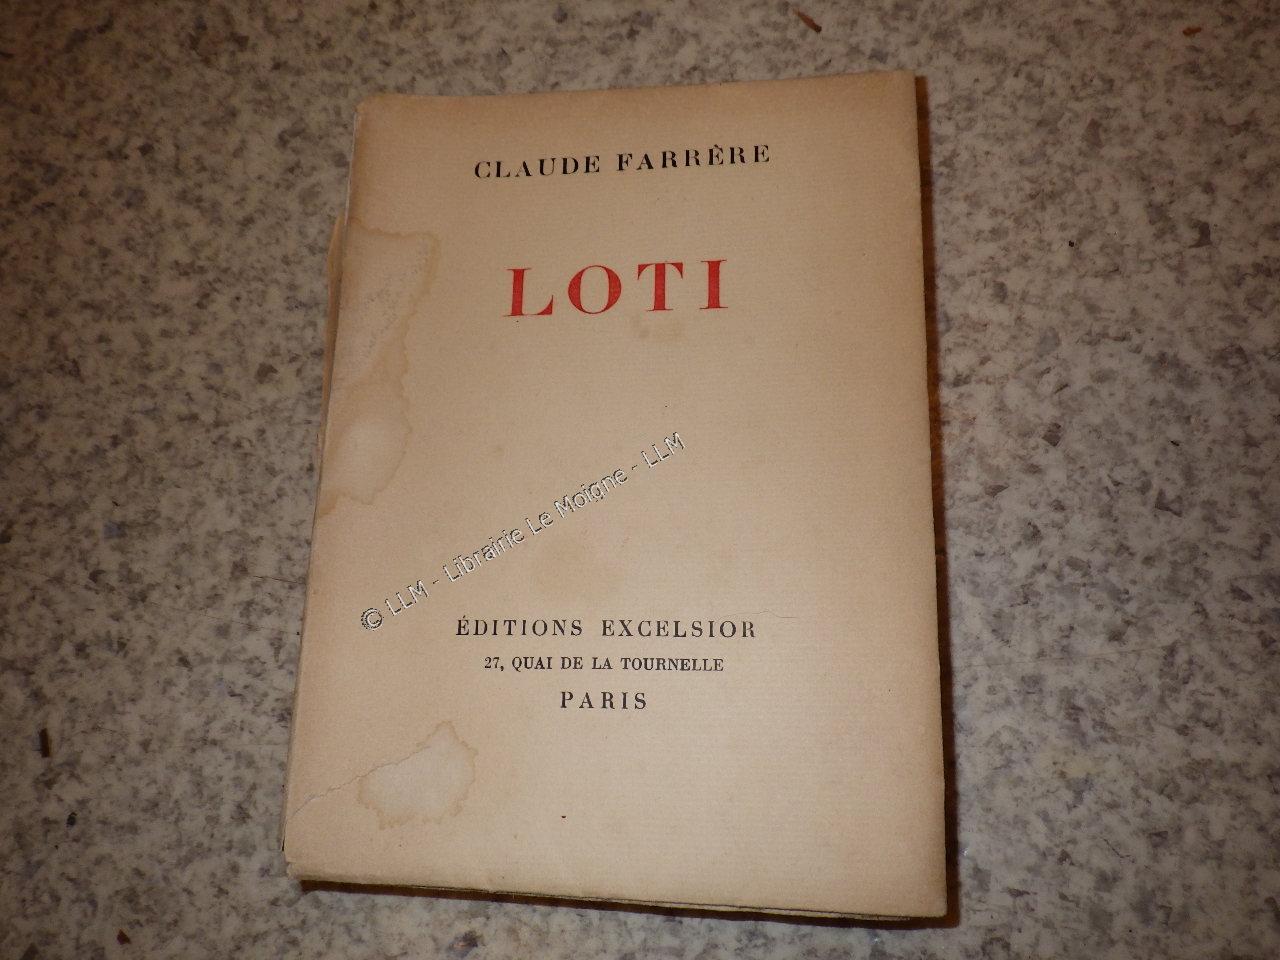 CLAUDE FARRÈRE
LOTI
© LLM - Librairie Le Moigne - LLM
ÉDITIONS EXCELSIOR
27, QUAI DE LA TOURNELLE
PARIS